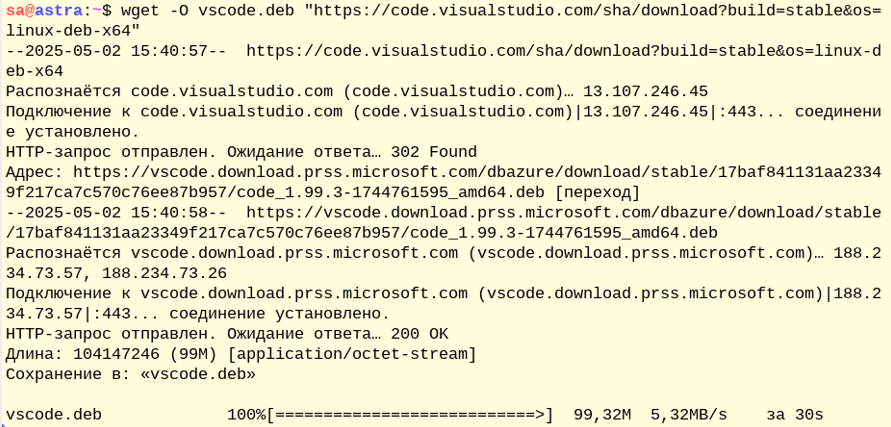 sa@astra:~$ wget -O vscode.deb "https://code.visualstudio.com/sha/download?build=stable&os=
linux-deb-x64"
--2025-05-02 15:40:57--  https://code.visualstudio.com/sha/download?build=stable&os=linux-d
eb-x64
Распознаётся code.visualstudio.com (code.visualstudio.com)… 13.107.246.45
Подключение к code.visualstudio.com (code.visualstudio.com)|13.107.246.45|:443... соединени
е установлено.
HTTP-запрос отправлен. Ожидание ответа… 302 Found
Адрес: https://vscode.download.prss.microsoft.com/dbazure/download/stable/17baf841131aa2334
9f217ca7c570c76ee87b957/code_1.99.3-1744761595_amd64.deb [переход]
--2025-05-02 15:40:58--  https://vscode.download.prss.microsoft.com/dbazure/download/stable
/17baf841131aa23349f217ca7c570c76ee87b957/code_1.99.3-1744761595_amd64.deb
Распознаётся vscode.download.prss.microsoft.com (vscode.download.prss.microsoft.com)… 188.2
34.73.57, 188.234.73.26
Подключение к vscode.download.prss.microsoft.com (vscode.download.prss.microsoft.com)|188.2
34.73.57|:443... соединение установлено.
HTTP-запрос отправлен. Ожидание ответа… 200 OK
Длина: 104147246 (99M) [application/octet-stream]
Сохранение в: «vscode.deb»
vscode.deb             100%[===========================>]  99,32M  5,32MB/s    за 30s